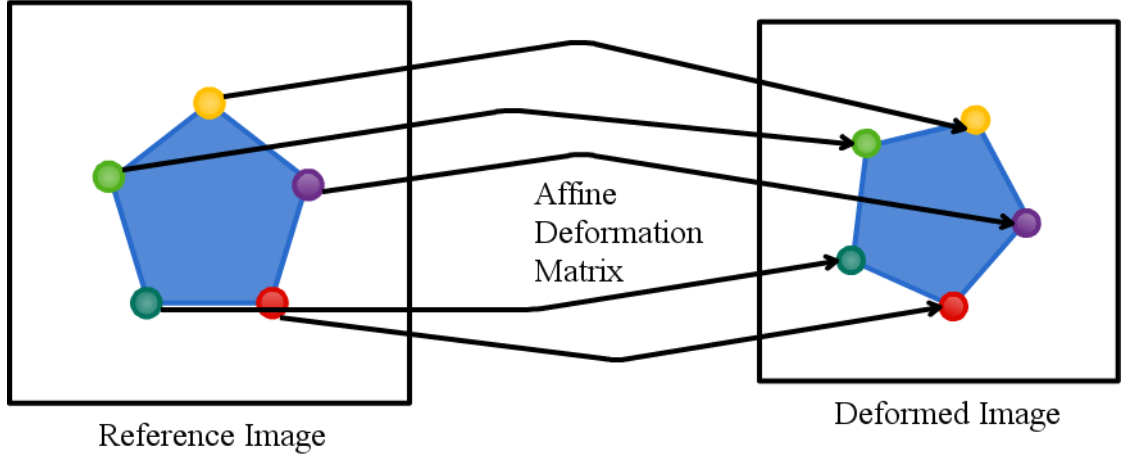 Affine
Deformation
Matrix
Reference Image
Deformed Image